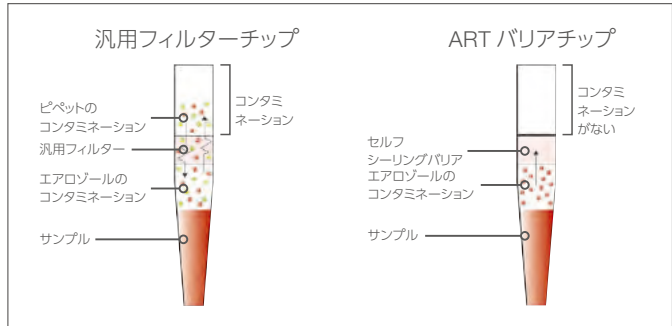 汎用フィルターチップ
ピペットの
コンタミネーション
汎用フィルター
エアロゾールの
コンタミネーション
サンプル
コンタミ
ネーション
ART バリアチップ
セルフ
シーリングバリア
エアロゾールの
コンタミネーション
サンプル
コンタミ
ネーション
がない